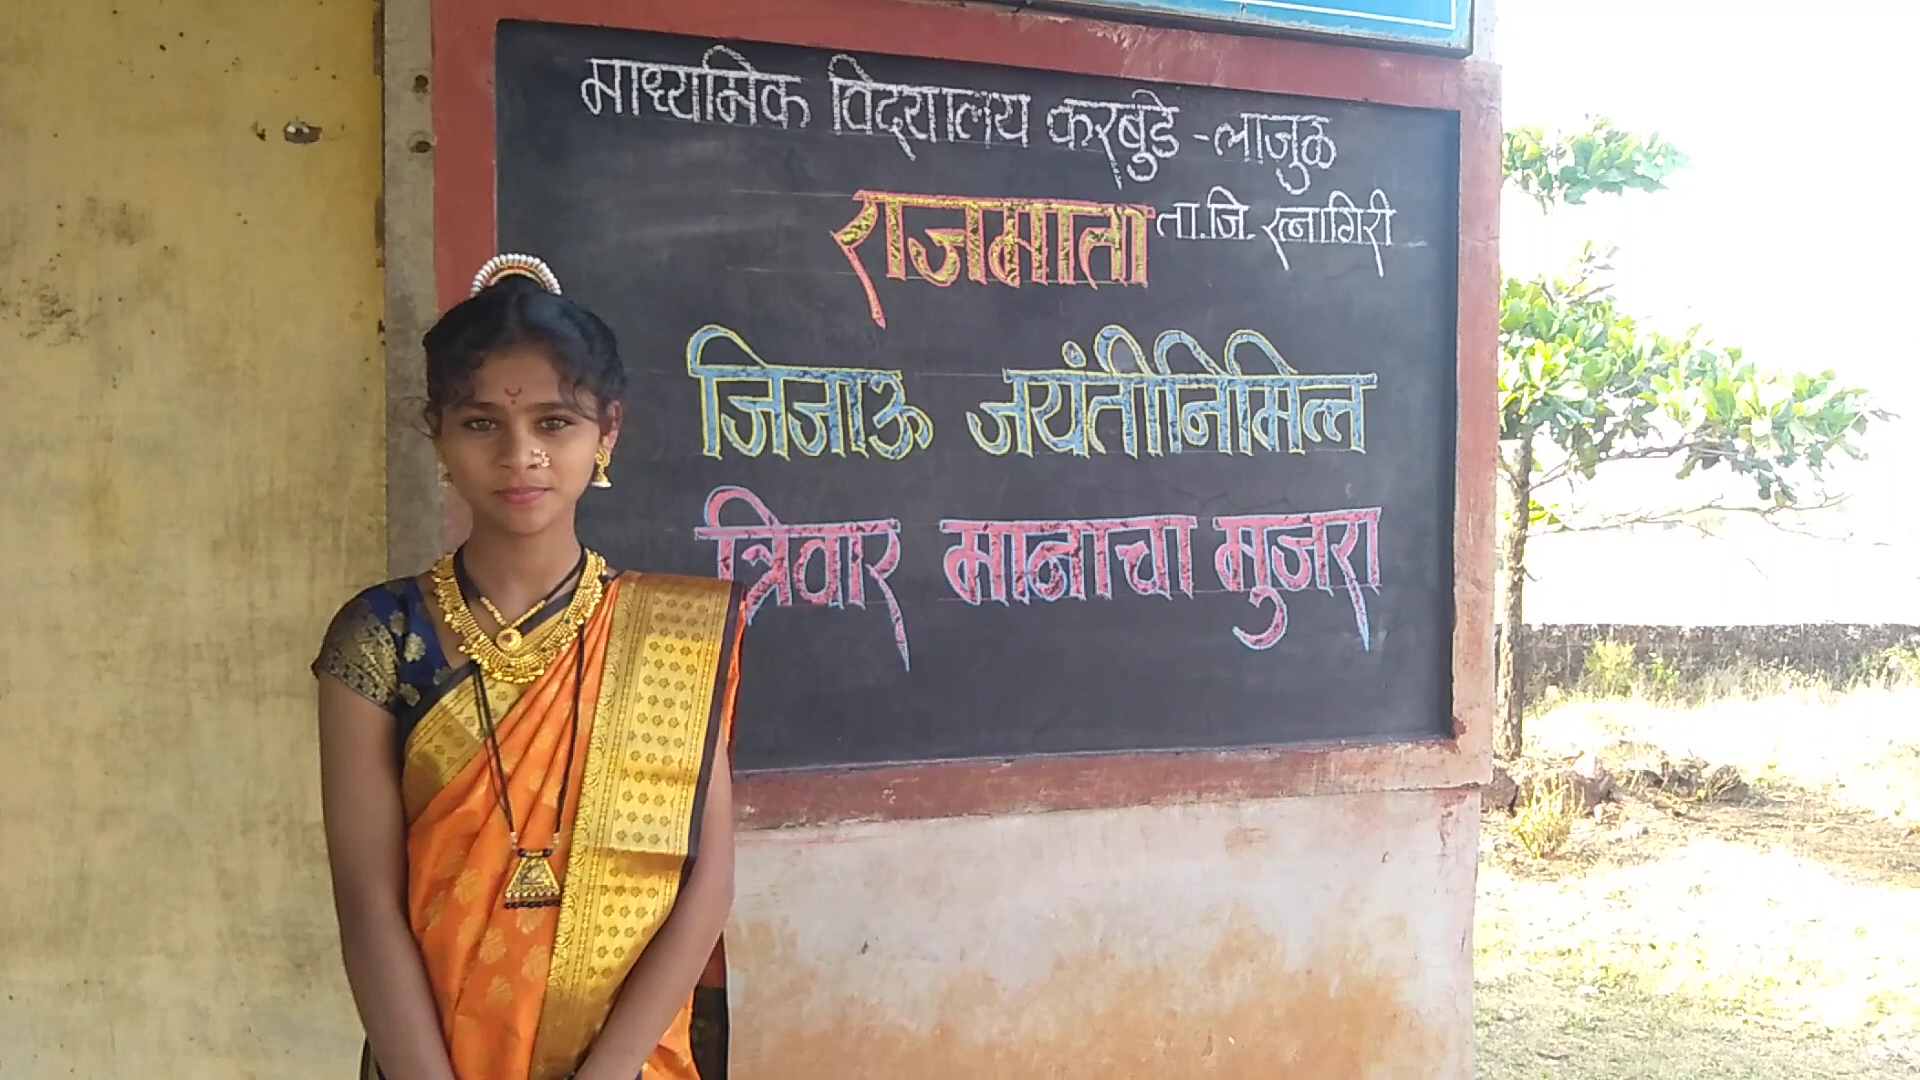 माध्यमिक विद्यालय करबुडे -लाजुळ
ता.जि. रत्नागिरी
राजमाता
जिजाऊ जयंतीनिमित्त
त्रिवार मानाचा मुजरा